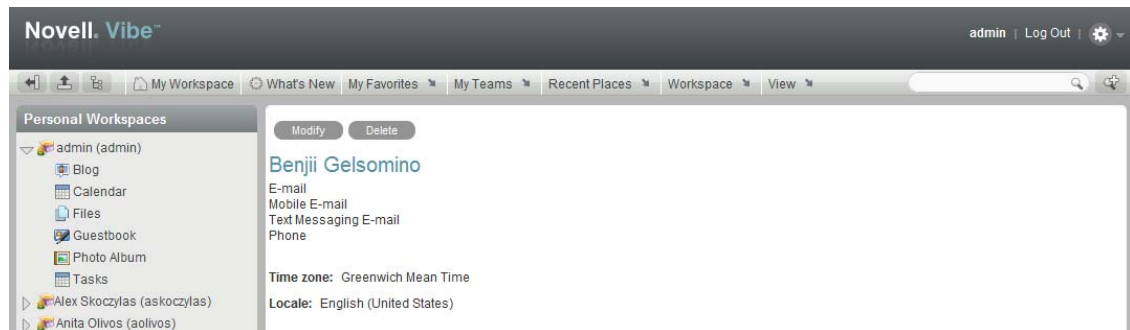 Novell. Vibe™
admin | Log Out |
My Workspace What's New My Favorites My Teams Recent Places Workspace View
Personal Workspaces
admin (admin)
Blog
Calendar
Files
Guestbook
Photo Album
Tasks
Alex Skoczylas (askoczylas)
Anita Olivos (aolivos)
Modify Delete
Benjii Gelsomino
E-mail
Mobile E-mail
Text Messaging E-mail
Phone
Time zone: Greenwich Mean Time
Locale: English (United States)